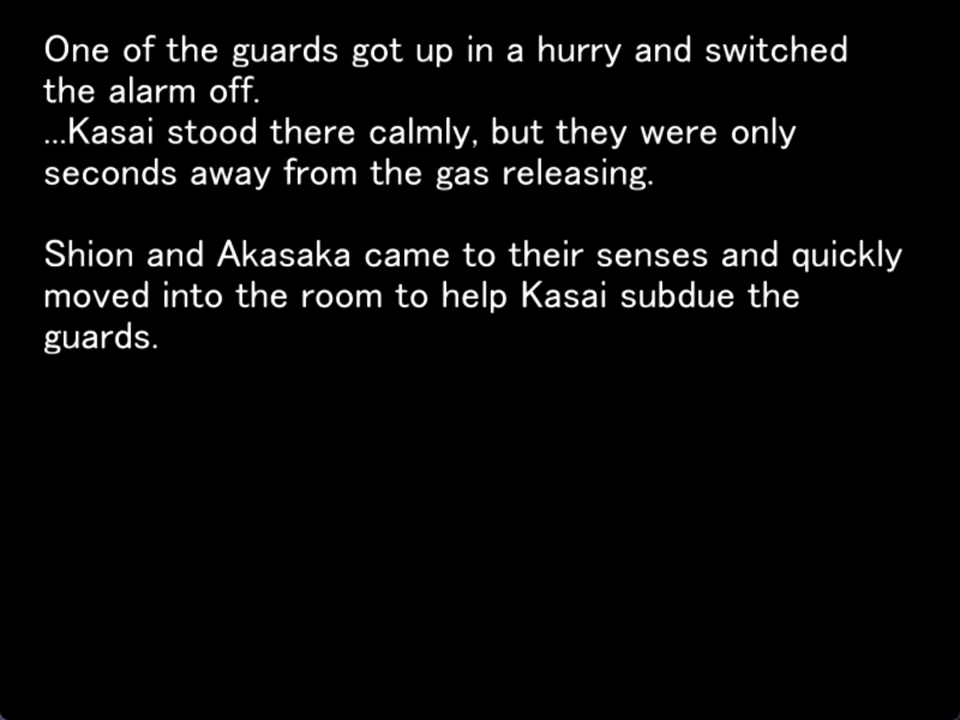 One of the guards got up in a hurry and switched
the alarm off.
...Kasai stood there calmly, but they were only
seconds away from the gas releasing.
Shion and Akasaka came to their senses and quickly
moved into the room to help Kasai subdue the
guards.